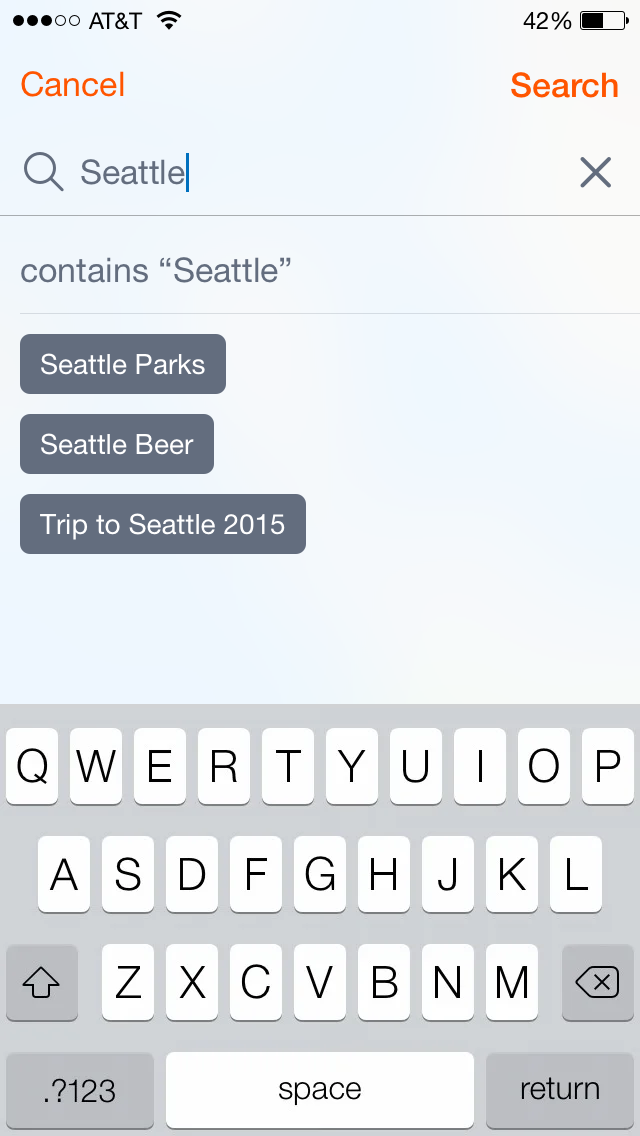 AT&T 42%
Cancel Search
Seattle
contains “Seattle”
Seattle Parks
Seattle Beer
Trip to Seattle 2015
Q W E R T Y U I O P
A S D F G H J K L
Z X C V B N M
.?123 space return